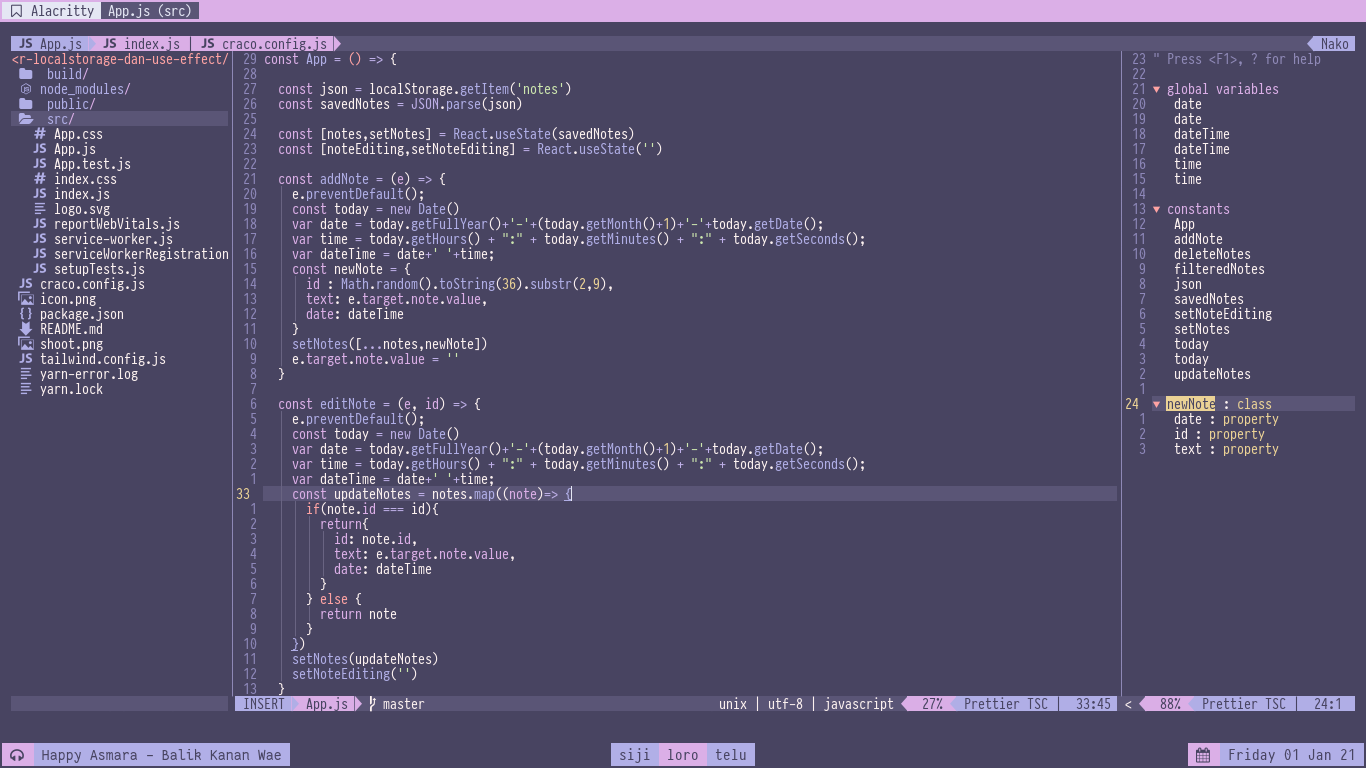 Alacritty App.js (src)
JS App.js JS index.js JS craco.config.js Nako
<r-localstorage-dan-use-effect/
build/
node_modules/
public/
src/
# App.css
JS App.js
JS App.test.js
# index.css
JS index.js
logo.svg
JS reportWebVitals.js
JS service-worker.js
JS serviceWorkerRegistration
JS setupTests.js
JS craco.config.js
icon.png
{} package.json
README.md
shoot.png
JS tailwind.config.js
yarn-error.log
yarn.lock
29 const App = () => {
28
27 const json = localStorage.getItem('notes')
26 const savedNotes = JSON.parse(json)
25
24 const [notes,setNotes] = React.useState(savedNotes)
23 const [noteEditing,setNoteEditing] = React.useState('')
22
21 const addNote = (e) => {
20 e.preventDefault();
19 const today = new Date()
18 var date = today.getFullYear()+'-'+(today.getMonth()+1)+'-'+today.getDate();
17 var time = today.getHours() + ":" + today.getMinutes() + ":" + today.getSeconds();
16 var dateTime = date+' '+time;
15 const newNote = {
14 id : Math.random().toString(36).substr(2,9),
13 text: e.target.note.value,
12 date: dateTime
11 }
10 setNotes([...notes,newNote])
9 e.target.note.value = ''
8 }
7
6 const editNote = (e, id) => {
5 e.preventDefault();
4 const today = new Date()
3 var date = today.getFullYear()+'-'+(today.getMonth()+1)+'-'+today.getDate();
2 var time = today.getHours() + ":" + today.getMinutes() + ":" + today.getSeconds();
1 var dateTime = date+' '+time;
33 const updateNotes = notes.map((note)=> {
1 if(note.id === id){
2 return{
3 id: note.id,
4 text: e.target.note.value,
5 date: dateTime
6 }
7 } else {
8 return note
9 }
10 })
11 setNotes(updateNotes)
12 setNoteEditing('')
13 }
23 " Press <F1>, ? for help
22
21 ▼ global variables
20 date
19 date
18 dateTime
17 dateTime
16 time
15 time
14
13 ▼ constants
12 App
11 addNote
10 deleteNotes
9 filteredNotes
8 json
7 savedNotes
6 setNoteEditing
5 setNotes
4 today
3 today
2 updateNotes
1
24 ▼ newNote : class
1 date : property
2 id : property
3 text : property
INSERT App.js master unix | utf-8 | javascript 27% Prettier TSC 33:45 < 88% Prettier TSC 24:1
Happy Asmara - Balik Kanan Wae siji loro telu Friday 01 Jan 21